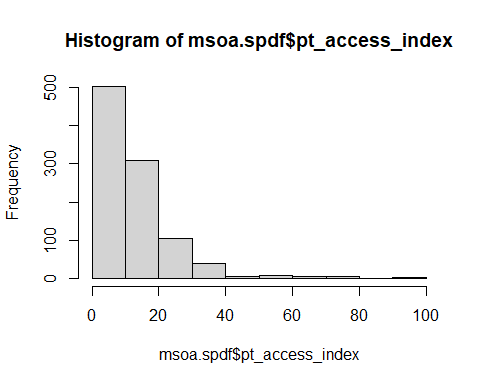 Histogram of msoa.spdf$pt_access_index
Frequency
500
300
100
0
0 20 40 60 80 100
msoa.spdf$pt_access_index